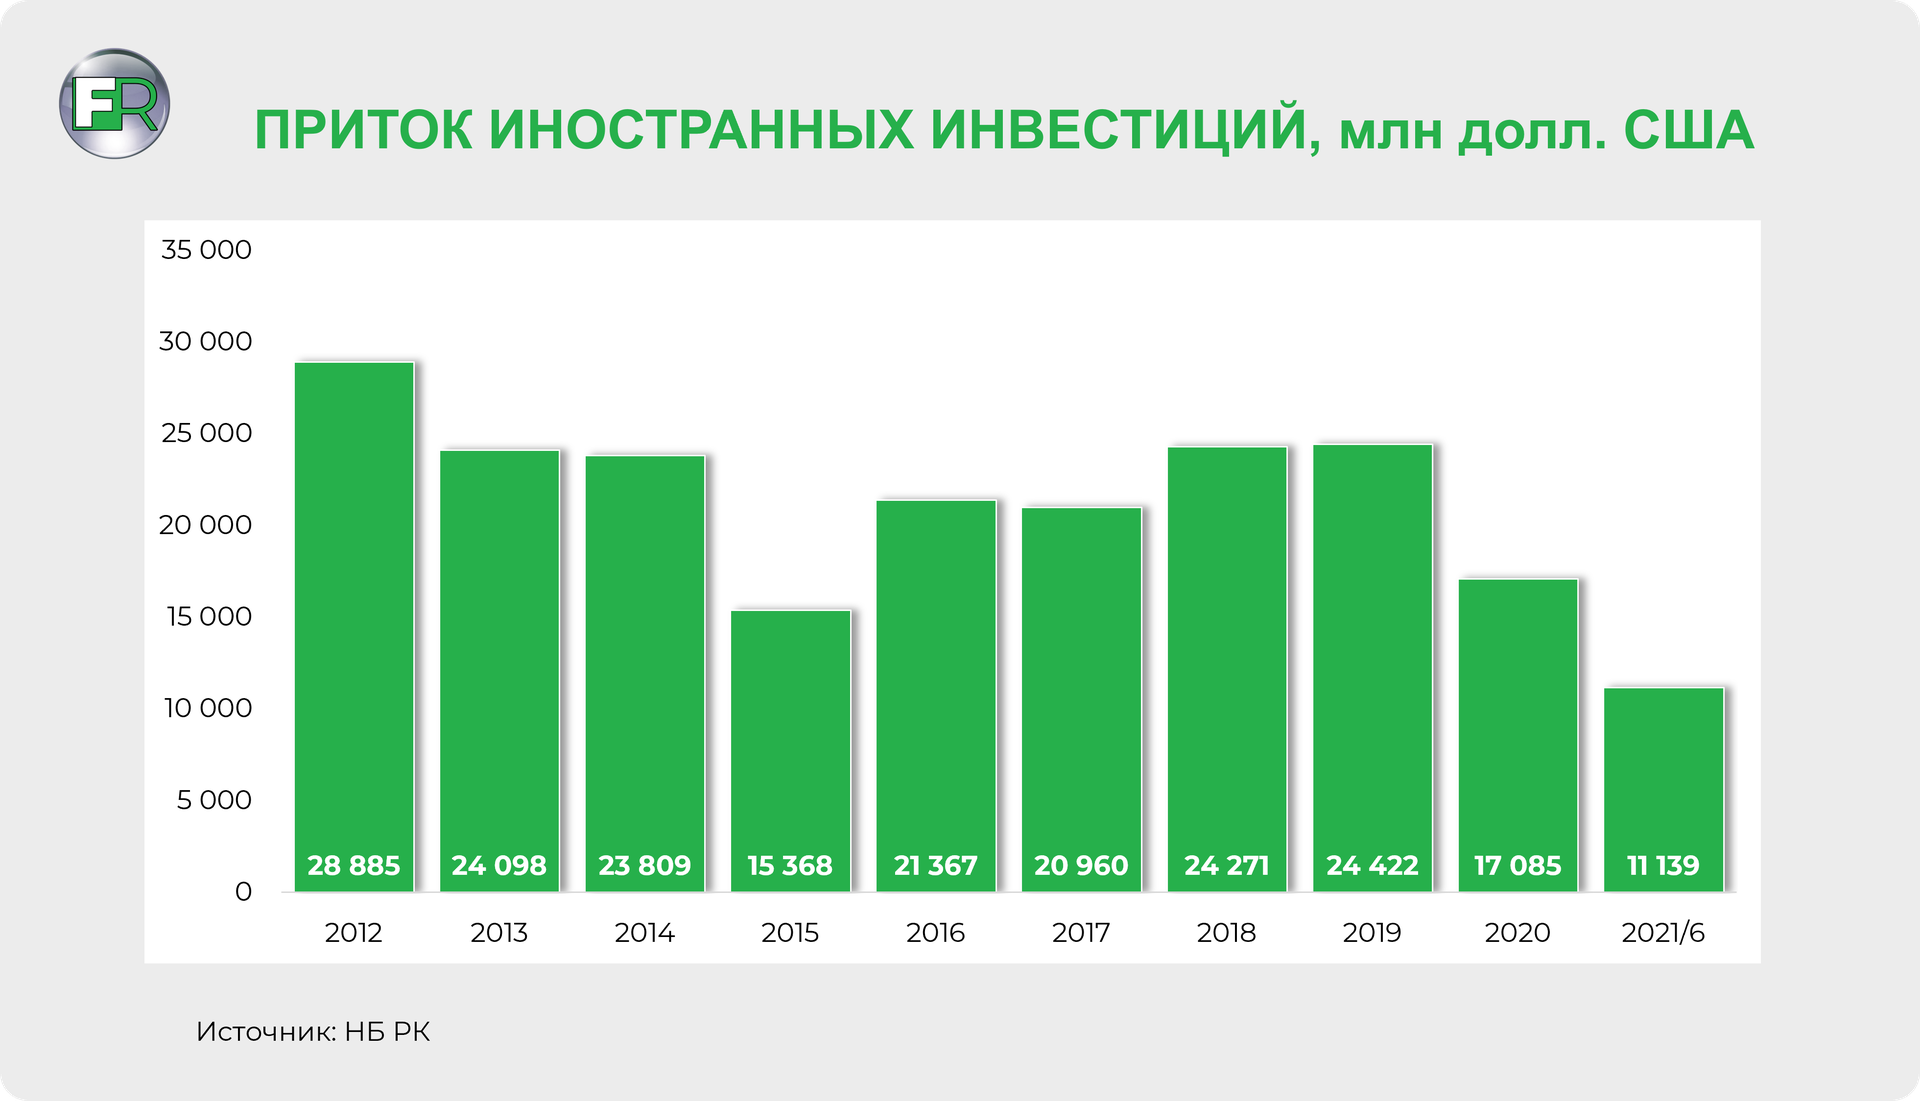 FR
ПРИТОК ИНОСТРАННЫХ ИНВЕСТИЦИЙ, млн долл. США
35 000
30 000
25 000
20 000
15 000
10 000
5 000
0
28 885 24 098 23 809 15 368 21 367 20 960 24 271 24 422 17 085 11 139
2012 2013 2014 2015 2016 2017 2018 2019 2020 2021/6
Источник: НБ РК